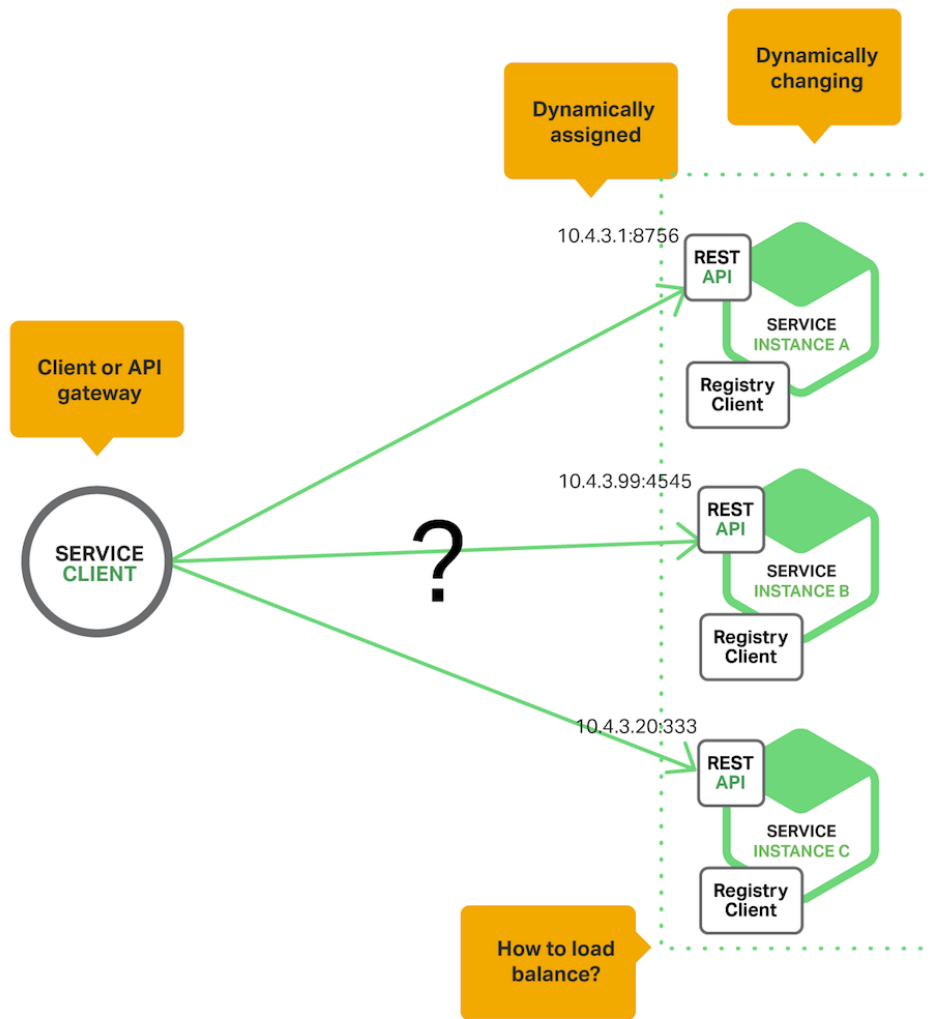 Dynamically
changing
Dynamically
assigned
10.4.3.1:8756
REST
API
SERVICE
INSTANCE A
Registry
Client
Client or API
gateway
SERVICE
CLIENT
?
10.4.3.99:4545
REST
API
SERVICE
INSTANCE B
Registry
Client
10.4.3.20:333
REST
API
SERVICE
INSTANCE C
Registry
Client
How to load
balance?